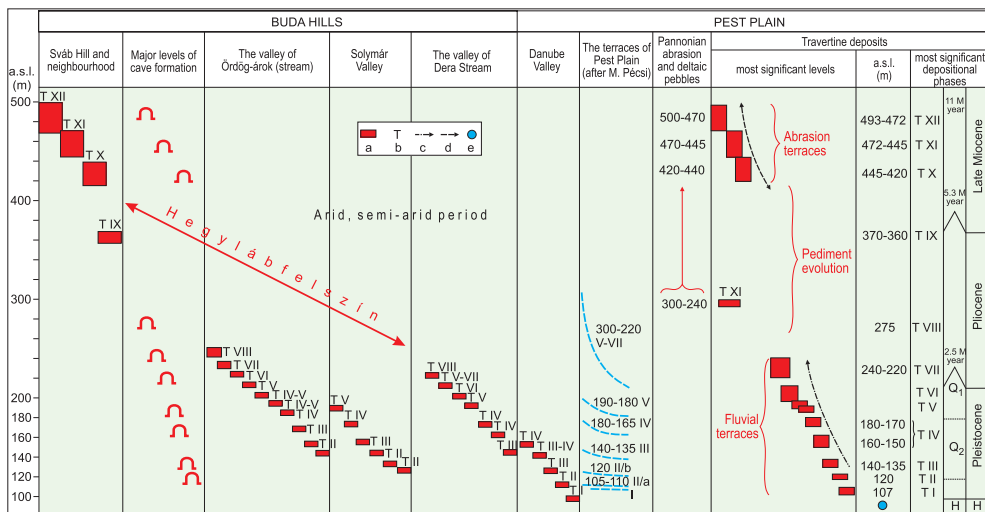 BUDA HILLS
PEST PLAIN
a.s.l.
(m)
Sváb Hill and
neighbourhood
Major levels of
cave formation
The valley of
Ördög-árok (stream)
Solymár
Valley
The valley of
Dera Stream
Danube
Valley
The terraces of
Pest Plain
(after M. Pécsi)
Pannonian
abrasion
and deltaic
pebbles
Travertine deposits
most significant levels
a.s.l.
(m)
most significant
depositional
phases
500
400
300
200
180
160
140
120
100
T XII
T XI
T X
T IX
a
T
b
c
d
e
Arid, semi-arid period
Hegylábfelszín
T VIII
T VII
T VI
T V
T IV-V
T IV-V
T IV
T III
T II
T V
T IV
T III
T II
T II
T VIII
T V-VII
T VI
T V
T IV
T IV
T III
T IV
T III-IV
T III
T II
T I
300-220
V-VII
190-180 V
180-165 IV
140-135 III
120 II/b
105-110 II/a
I
500-470
470-445
420-440
300-240
T XI
Abrasion
terraces
Pediment
evolution
Fluvial
terraces
493-472
472-445
445-420
370-360
275
240-220
180-170
160-150
140-135
120
107
T XII
T XI
T X
T IX
T VIII
T VII
T VI
T V
T IV
T III
T II
T I
11 M
year
5.3 M
year
2.5 M
year
Q1
Q2
H
Late Miocene
Pliocene
Pleistocene
H